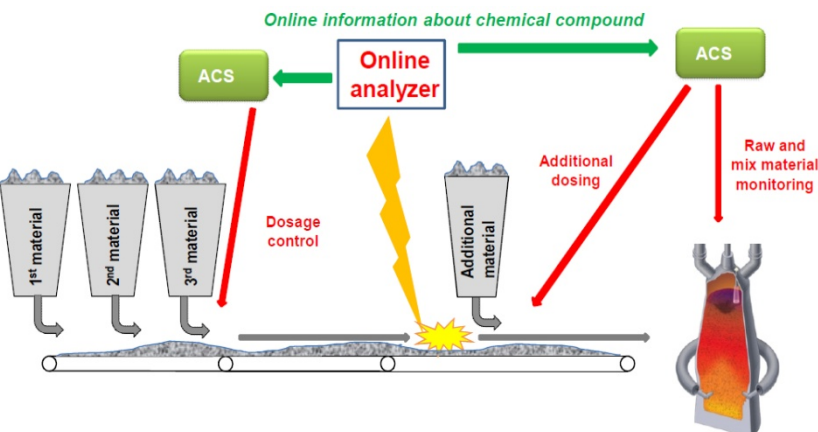 Online information about chemical compound
ACS
Online
analyzer
ACS
1st material
2nd material
3rd material
Dosage
control
Additional
material
Additional
dosing
Raw and
mix material
monitoring